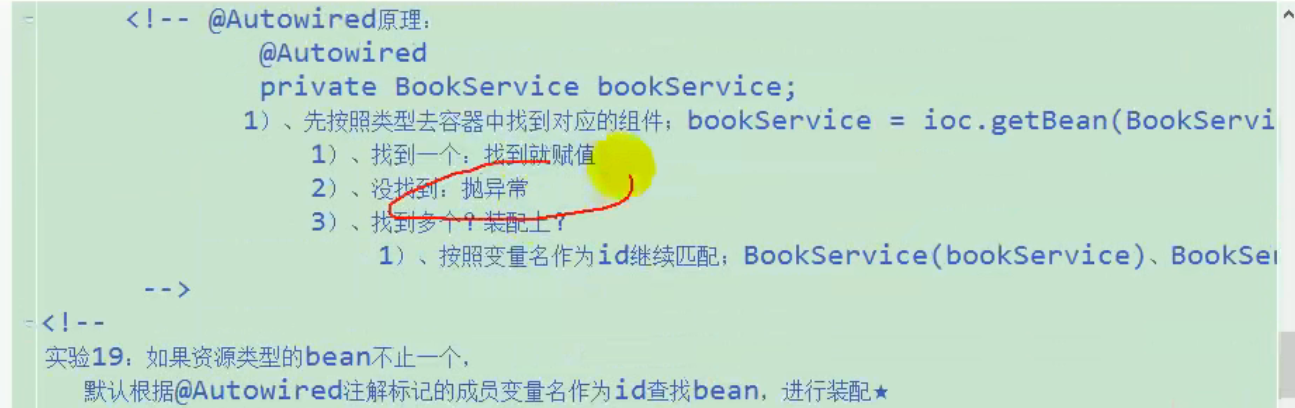 <!-- @Autowired原理：
@Autowired
private BookService bookService;
1）、先按照类型去容器中找到对应的组件；bookService = ioc.getBean(BookServi
1）、找到一个：找到就赋值
2）、没找到：抛异常
3）、找到多个？装配上？
1）、按照变量名作为id继续匹配；BookService(bookService)、BookSer
-->
<!--
实验19：如果资源类型的bean不止一个，
默认根据@Autowired注解标记的成员变量名作为id查找bean，进行装配★